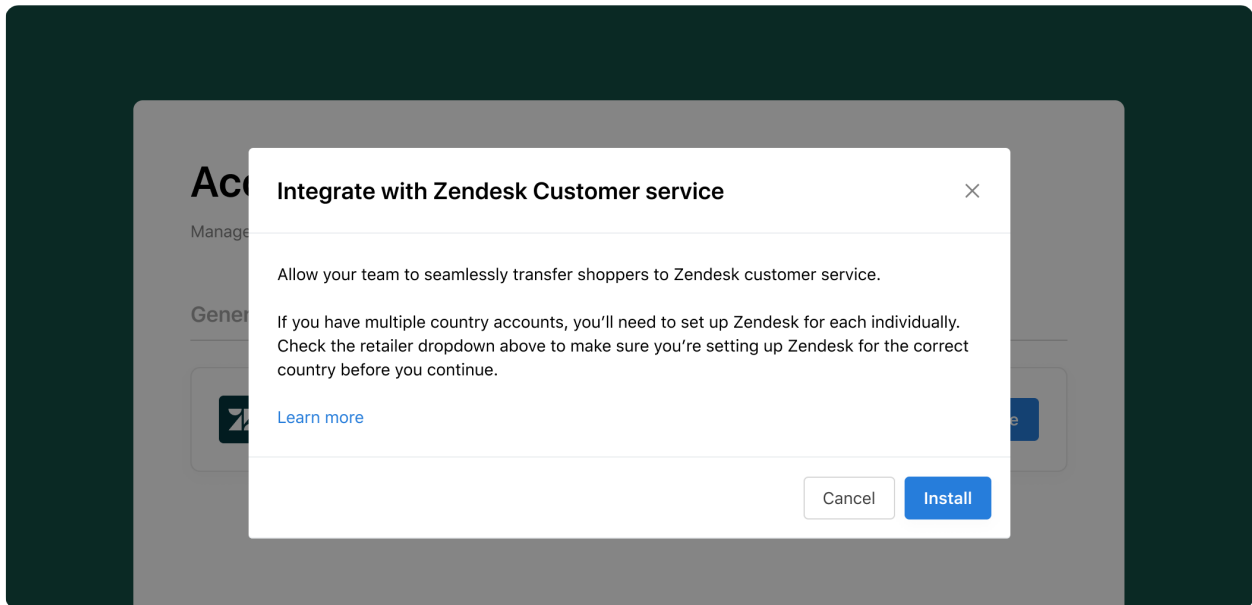 Integrate with Zendesk Customer service
Manage
Allow your team to seamlessly transfer shoppers to Zendesk customer service.
If you have multiple country accounts, you’ll need to set up Zendesk for each individually.
Check the retailer dropdown above to make sure you’re setting up Zendesk for the correct
country before you continue.
Learn more
Cancel
Install